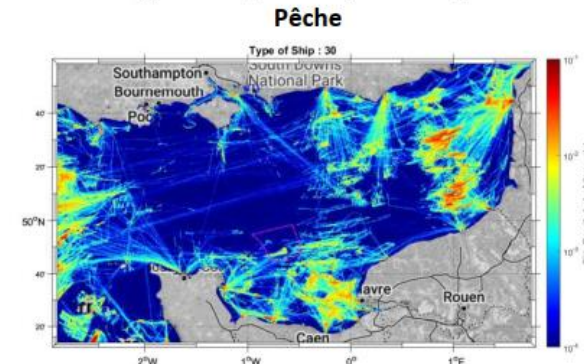 Pêche
Type of Ship : 30
South Downs
National Park
Southampton
Bournemouth
Poo
avre
Rouen
Caen
40'
20'
50°N
40'
20'
2°W
1°W
0°
1°E